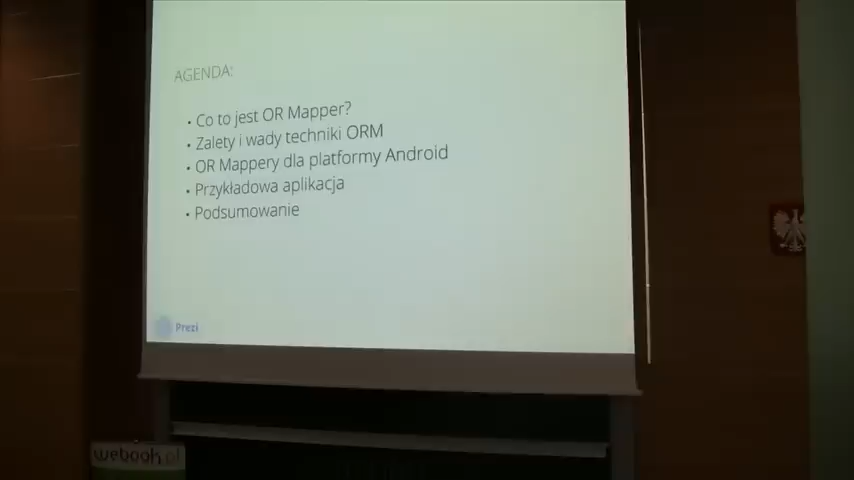 AGENDA:
• Co to jest OR Mapper?
• Zalety i wady techniki ORM
• OR Mappery dla platformy Android
• Przykładowa aplikacja
• Podsumowanie
Prezi
webook.pl